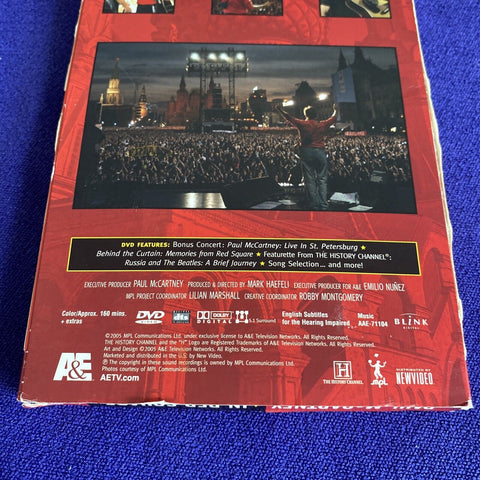 DVD FEATURES: Bonus Concert: Paul McCartney: Live In St. Petersburg ★
Behind the Curtain: Memories from Red Square ★ Featurette From THE HISTORY CHANNEL®:
Russia and The Beatles: A Brief Journey ★ Song Selection... and more!
EXECUTIVE PRODUCER PAUL McCARTNEY PRODUCED & DIRECTED BY MARK HAEFELI EXECUTIVE PRODUCER FOR A&E EMILIO NUÑEZ
MPL PROJECT COORDINATOR LILIAN MARSHALL CREATIVE COORDINATOR ROBBY MONTGOMERY
Color/Approx. 160 mins.
+ extras
DVD
VIDEO
DOLBY
DIGITAL
5.1 Surround
English Subtitles
for the Hearing Impaired
Music
AAE-71104
BLINK
DIGITAL
©2005 MPL Communications Ltd. under exclusive license to A&E Television Networks. All Rights Reserved.
THE HISTORY CHANNEL and the "H" Logo are Registered Trademarks of A&E Television Networks. All Rights Reserved.
Art and Design © 2005 A&E Television Networks. All Rights Reserved.
Marketed and distributed in the U.S. by New Video.
The copyright in these sound recordings is owned by MPL Communications Ltd.
Photos courtesy of MPL Communications Ltd.
A&E
AETV.com
H
THE HISTORY CHANNEL
mpl
DISTRIBUTED BY
NEWVIDEO
PAUL McCARTNEY IN RE